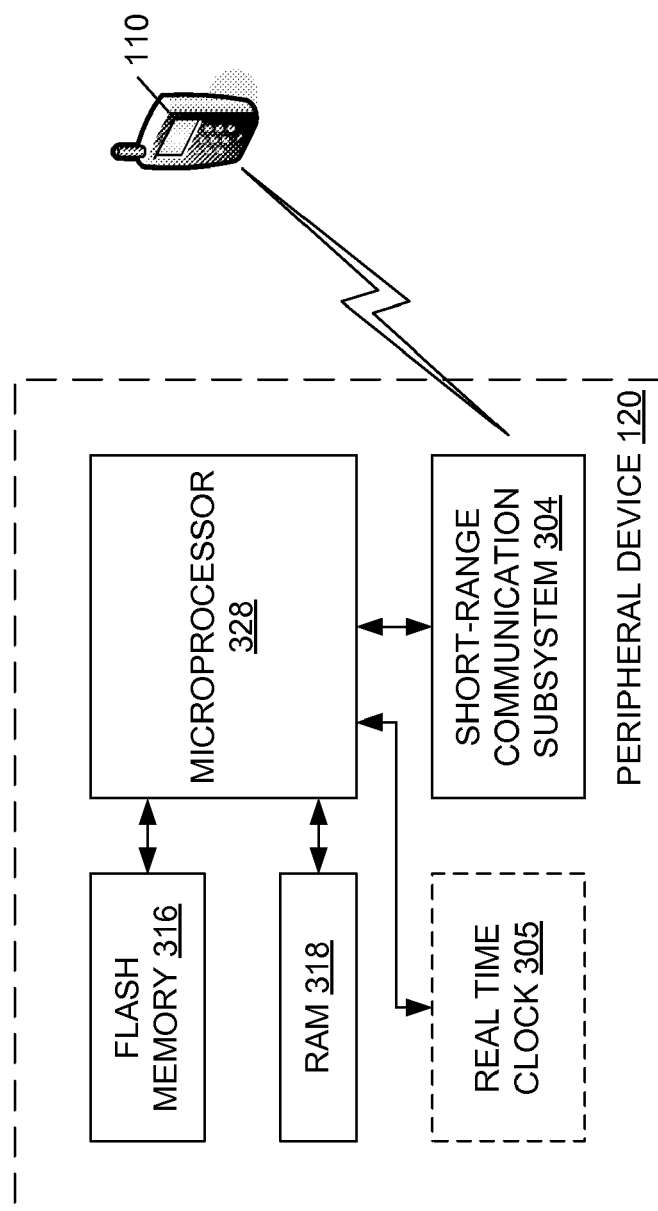 FLASH
MEMORY 316
RAM 318
REAL TIME
CLOCK 305
MICROPROCESSOR
328
SHORT-RANGE
COMMUNICATION
SUBSYSTEM 304
PERIPHERAL DEVICE 120
110